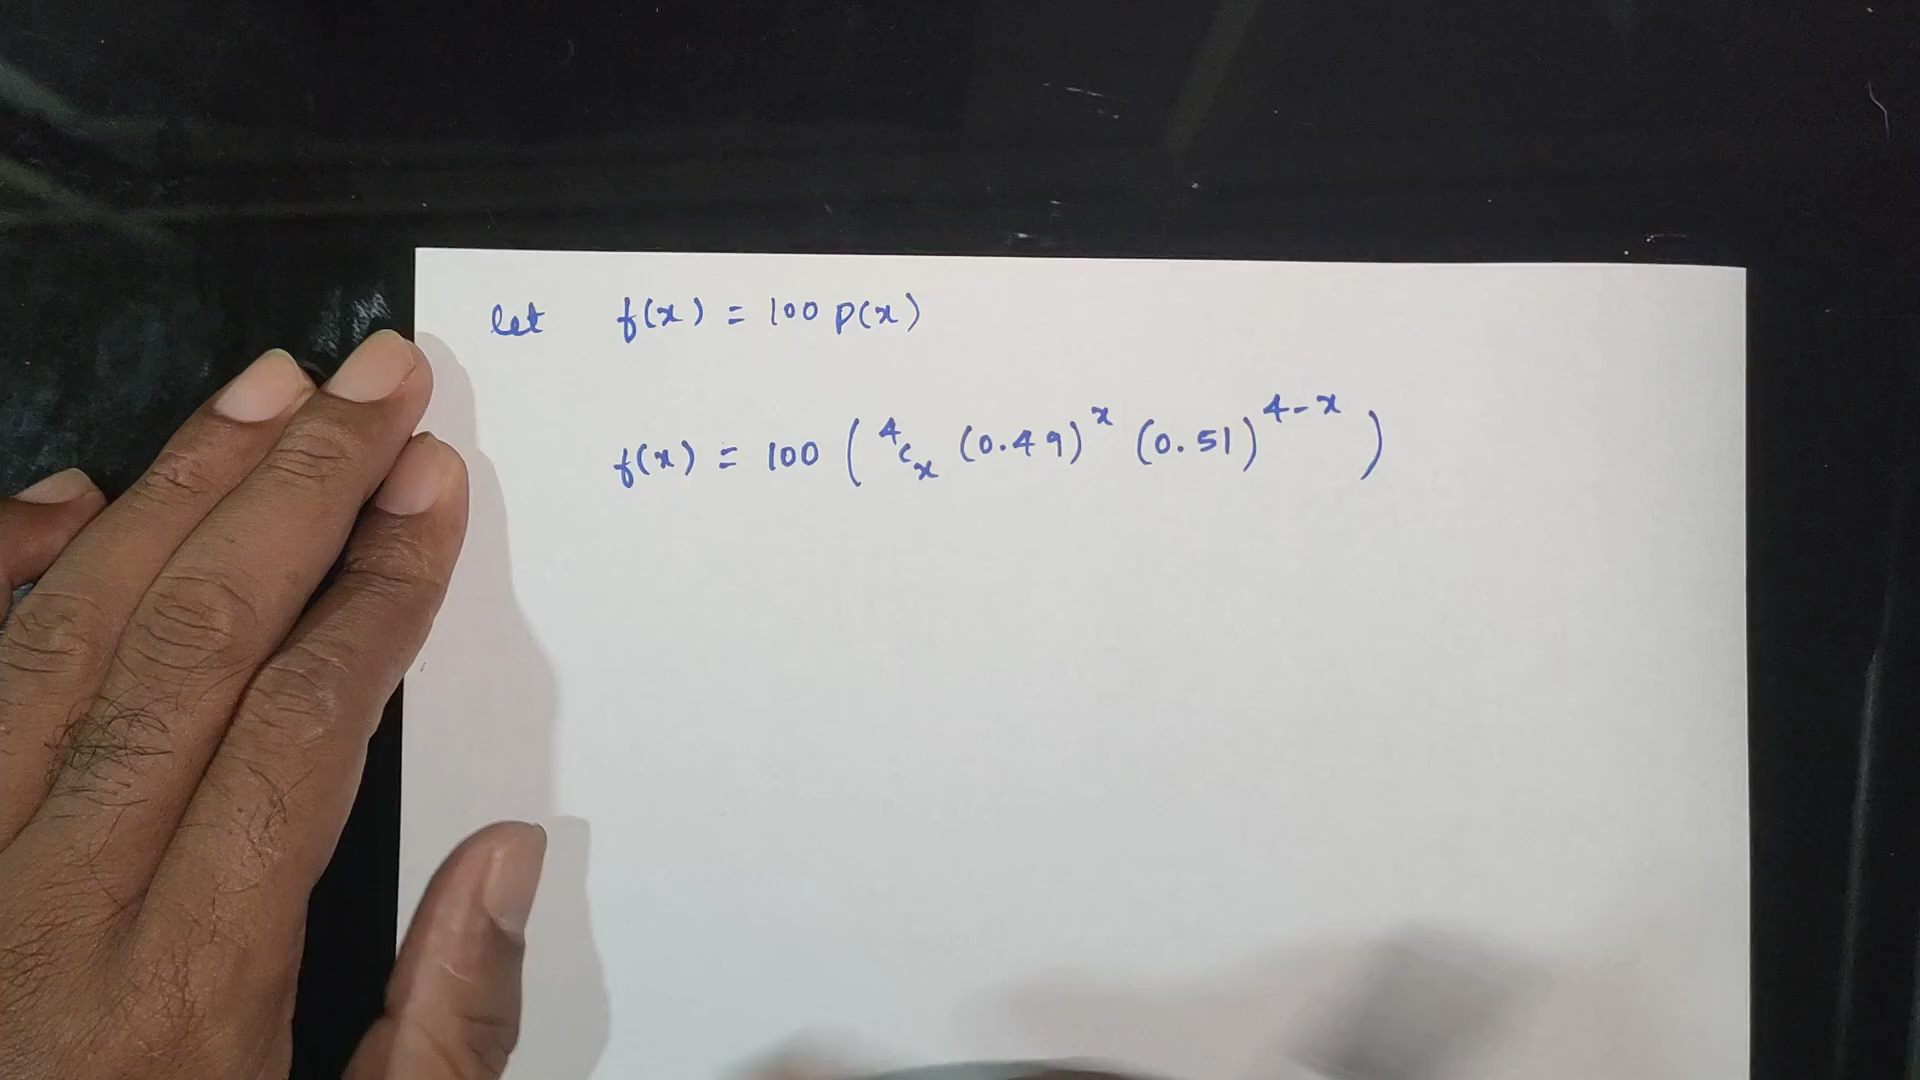 let f(x) = 100 P(x)
f(x) = 100 ( ⁴Cₓ (0.49)ˣ (0.51)⁴⁻ˣ )